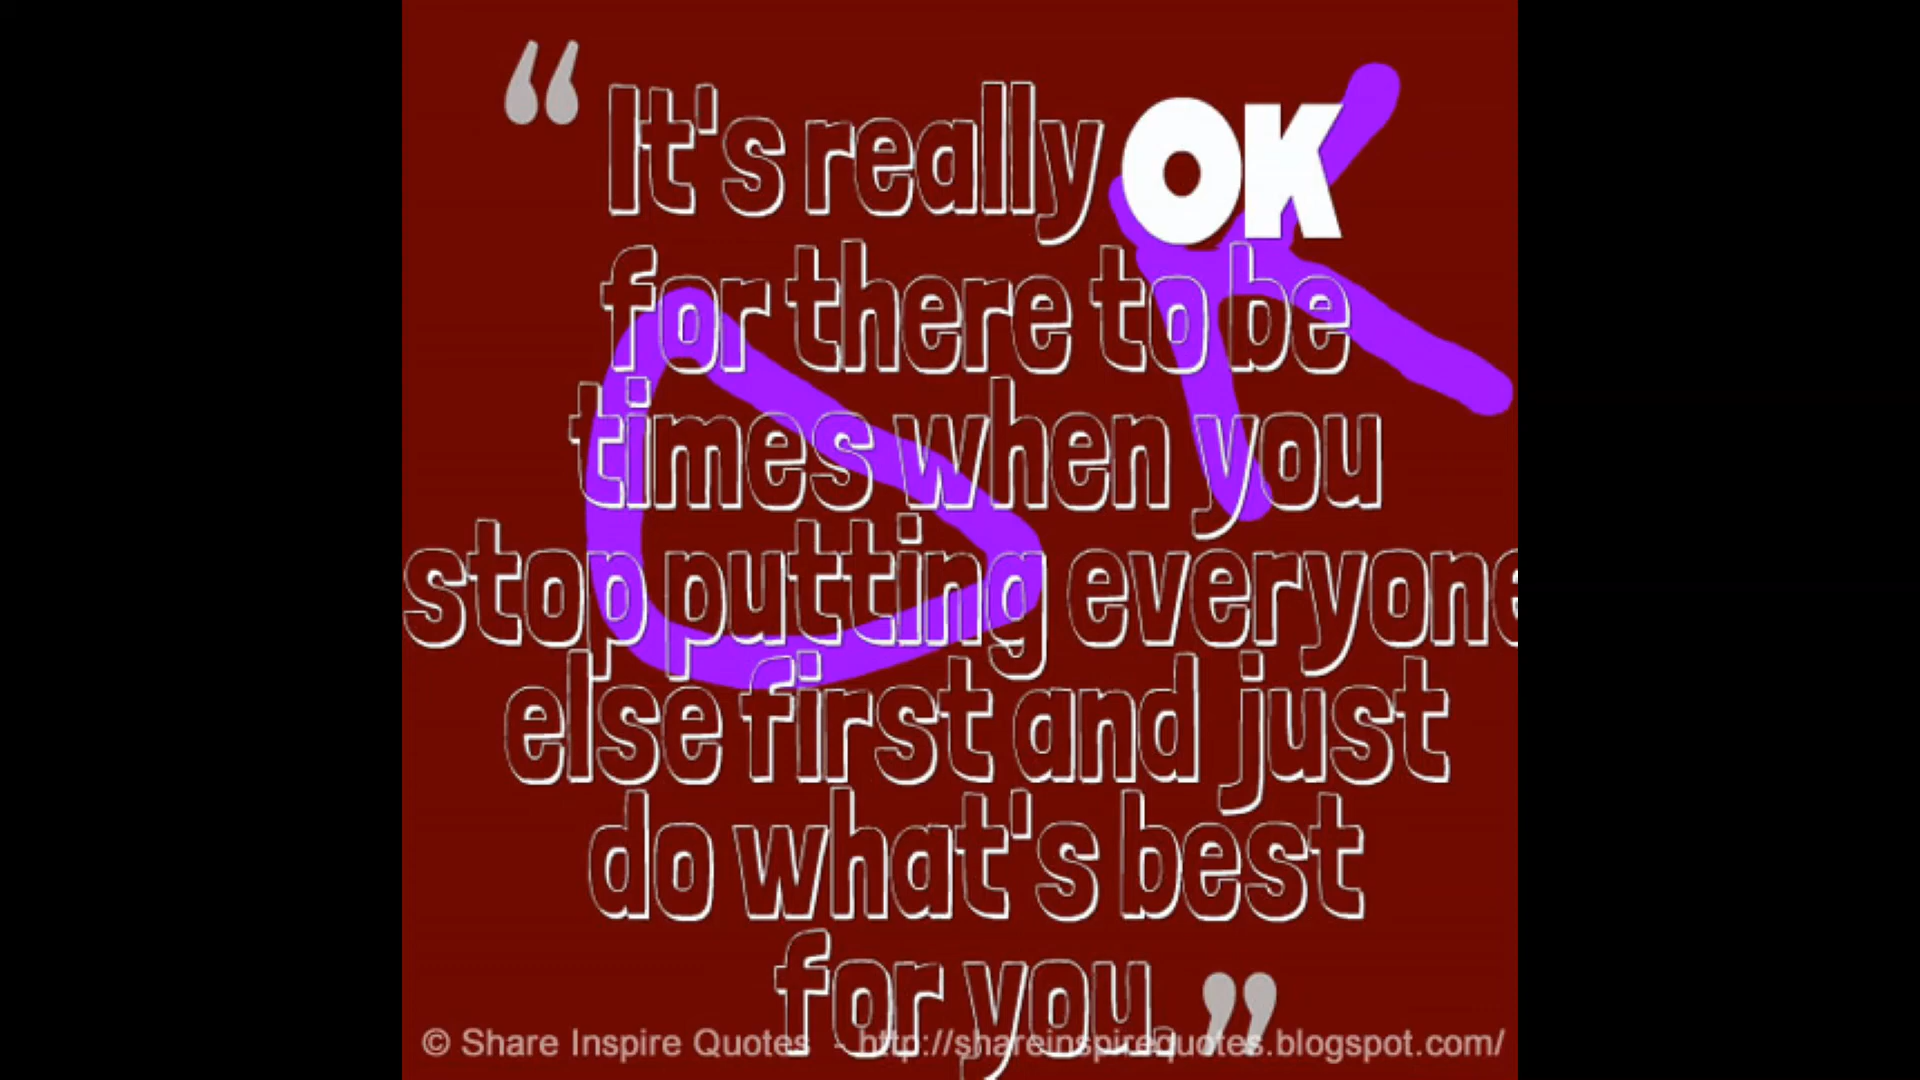 “ It's really OK
for there to be
times when you
stop putting everyone
else first and just
do what's best
for you. ”
© Share Inspire Quotes - http://shareinspirequotes.blogspot.com/
OK